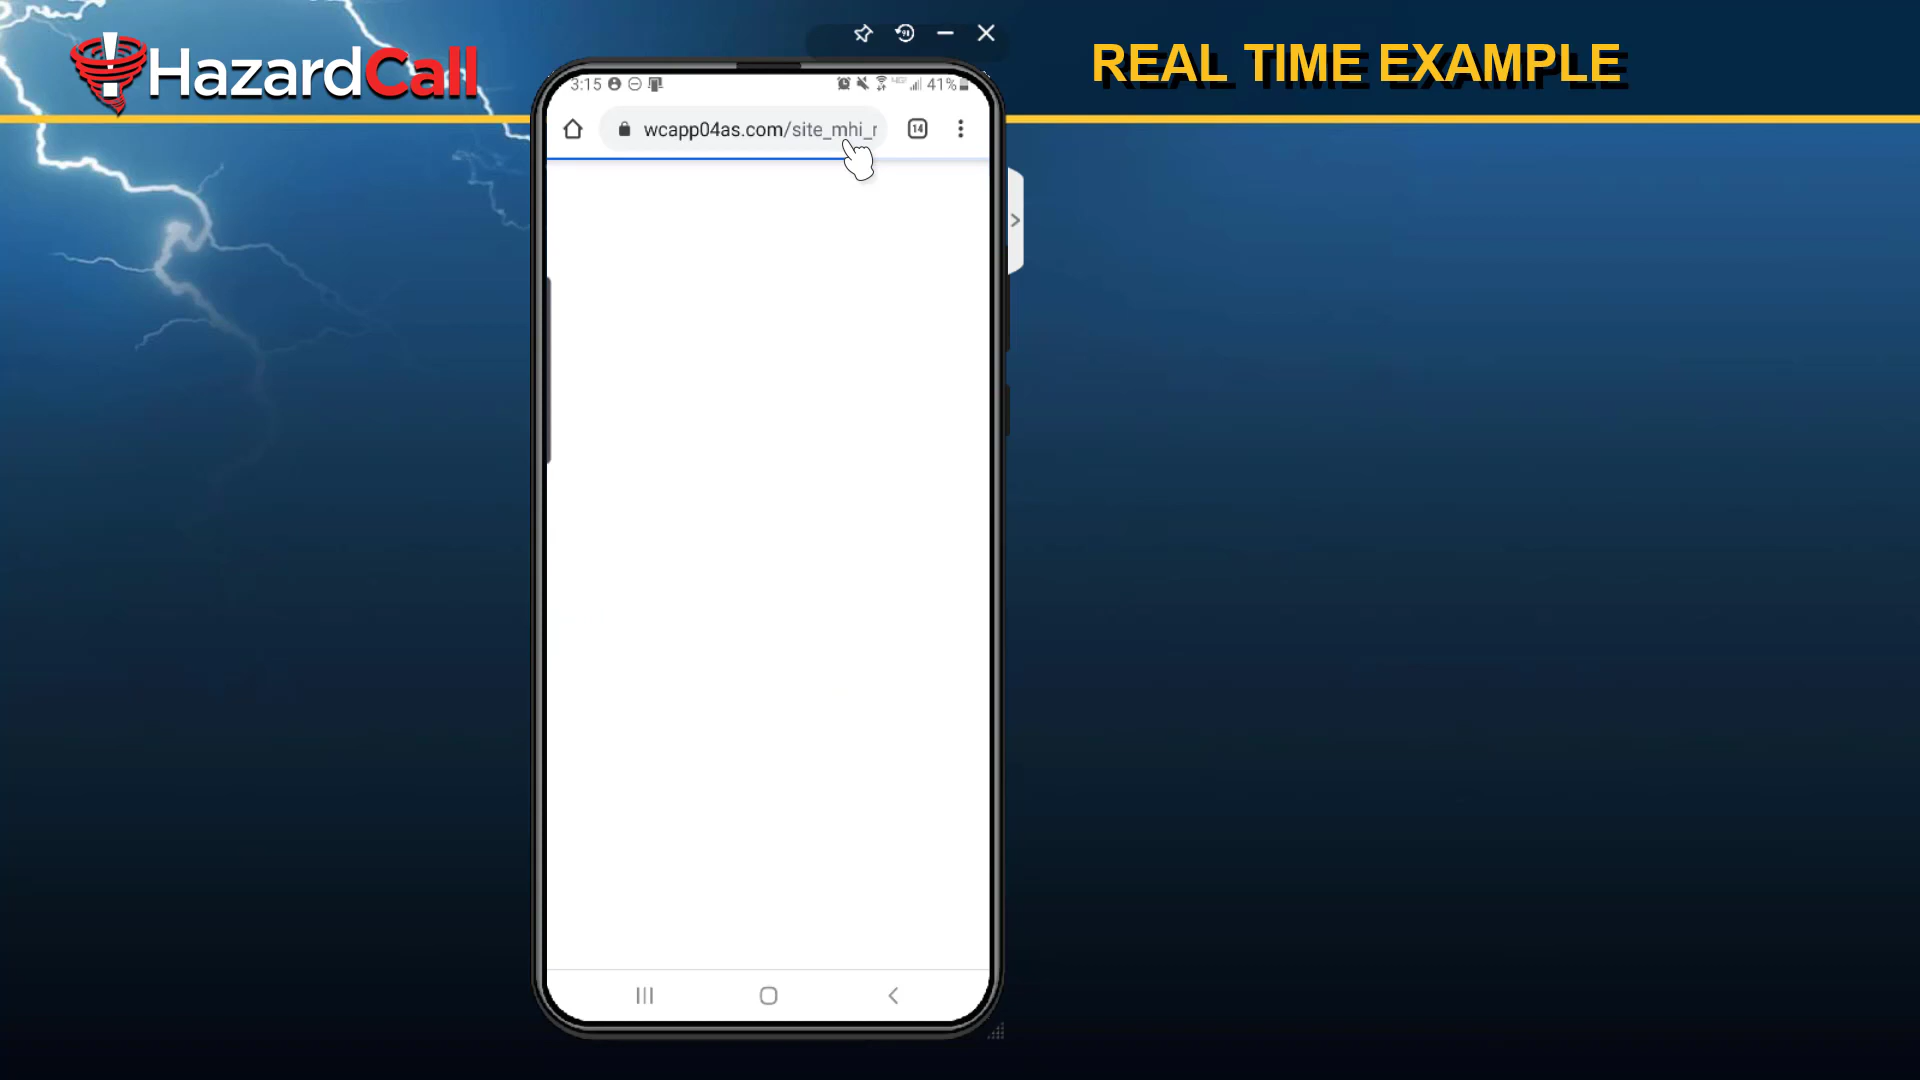 HazardCall
REAL TIME EXAMPLE
3:15
41%
wcapp04as.com/site_mhi_r
14